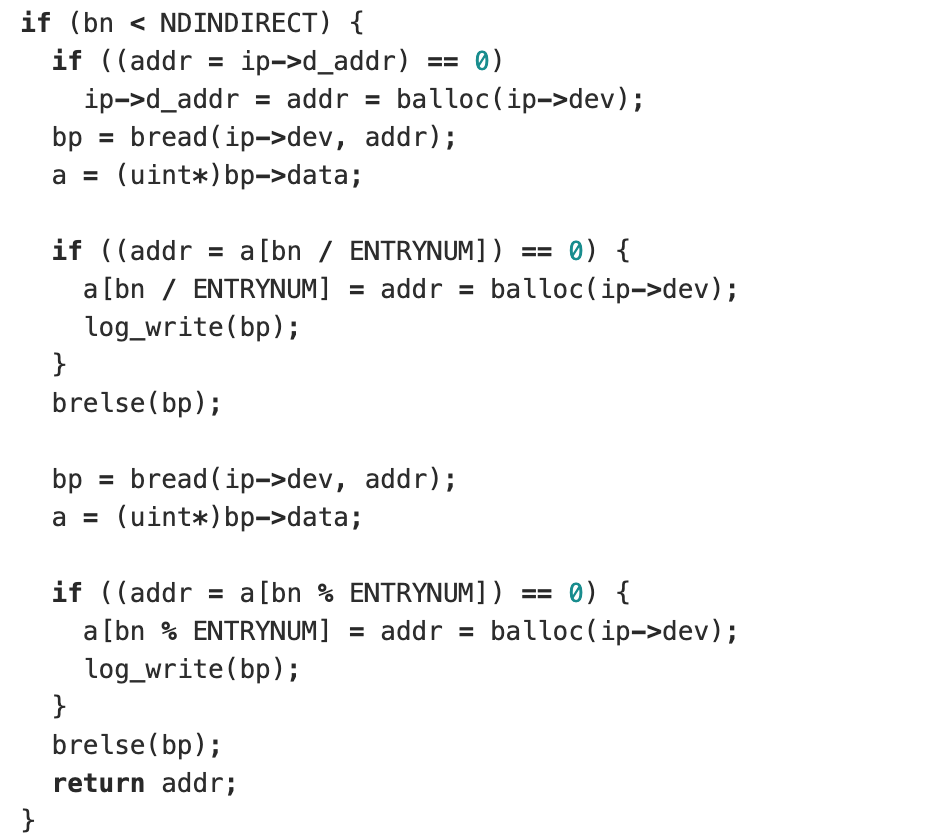 if (bn < NDINDIRECT) {
  if ((addr = ip->d_addr) == 0)
    ip->d_addr = addr = balloc(ip->dev);
  bp = bread(ip->dev, addr);
  a = (uint*)bp->data;

  if ((addr = a[bn / ENTRYNUM]) == 0) {
    a[bn / ENTRYNUM] = addr = balloc(ip->dev);
    log_write(bp);
  }
  brelse(bp);

  bp = bread(ip->dev, addr);
  a = (uint*)bp->data;

  if ((addr = a[bn % ENTRYNUM]) == 0) {
    a[bn % ENTRYNUM] = addr = balloc(ip->dev);
    log_write(bp);
  }
  brelse(bp);
  return addr;
}